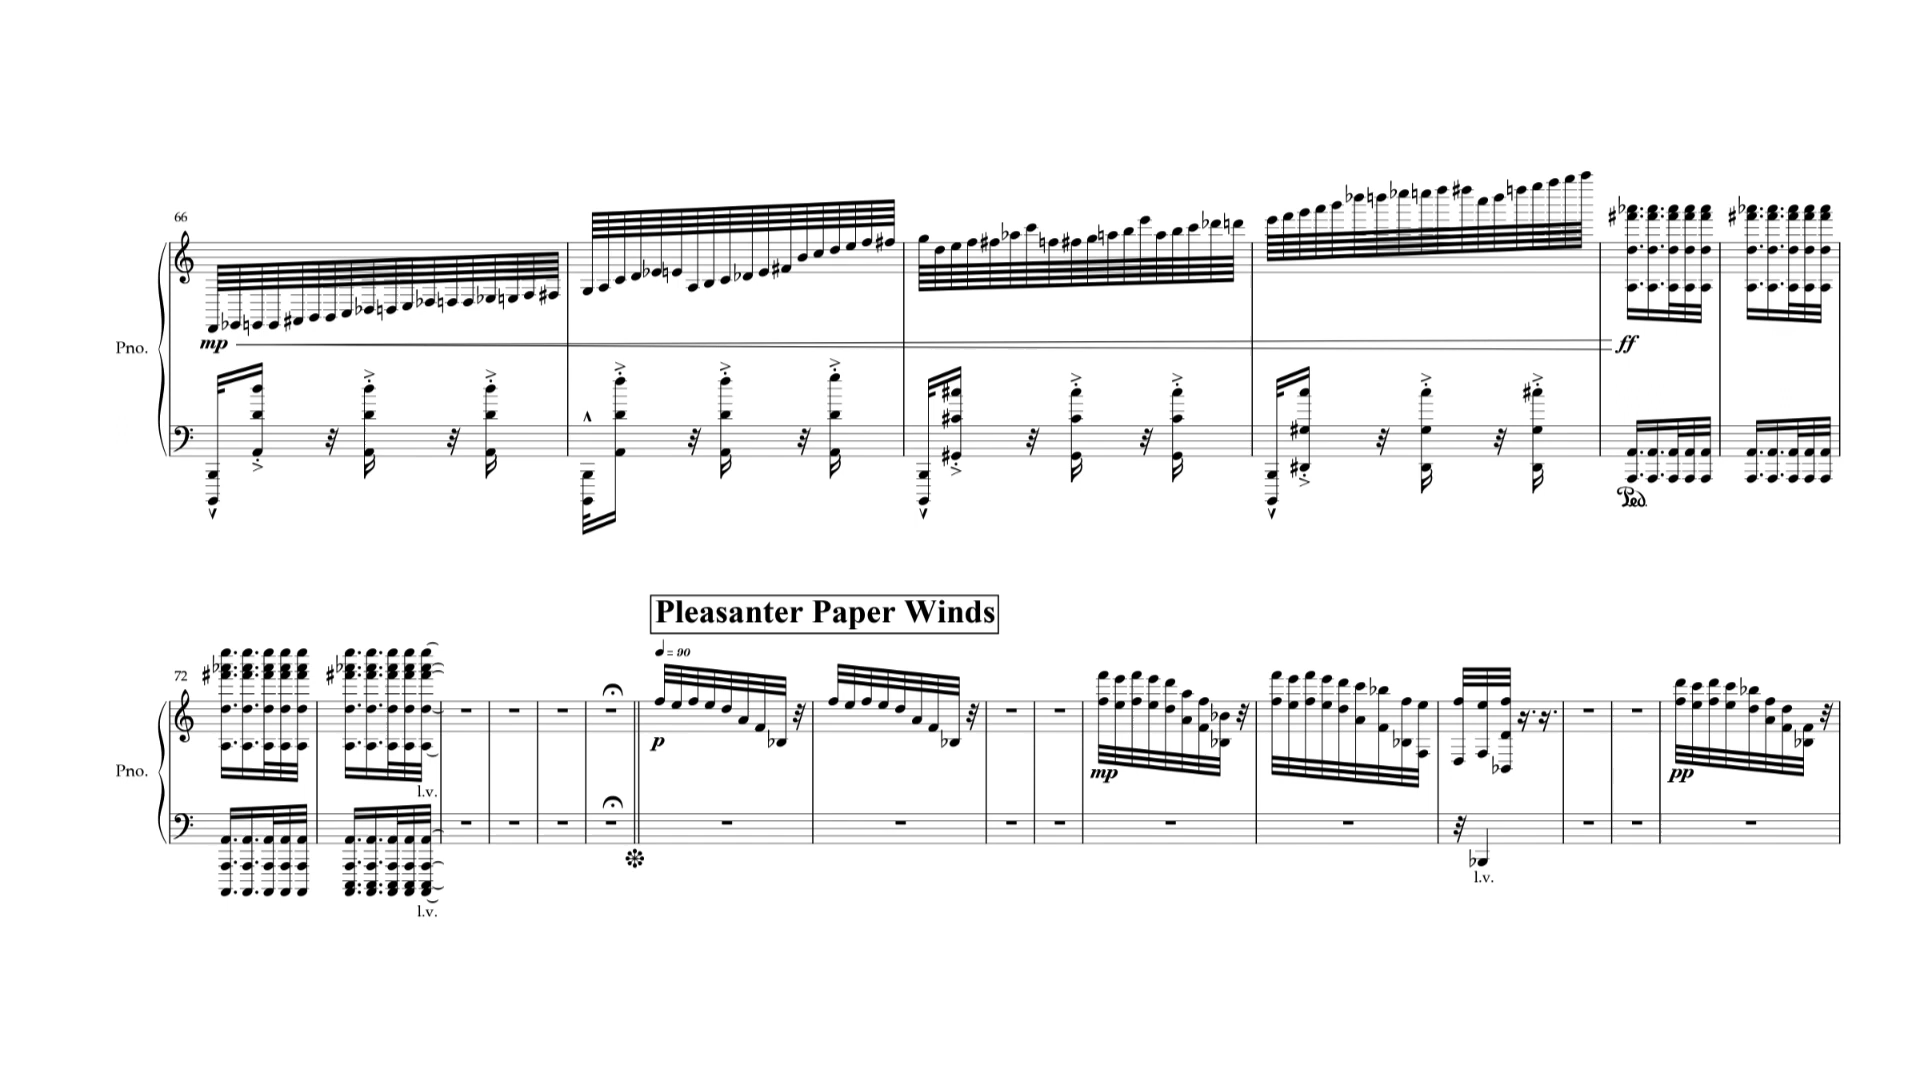 66
Pno.
mp
ff
Ped
Pleasanter Paper Winds
= 90
72
Pno.
l.v.
p
mp
pp
l.v.
l.v.